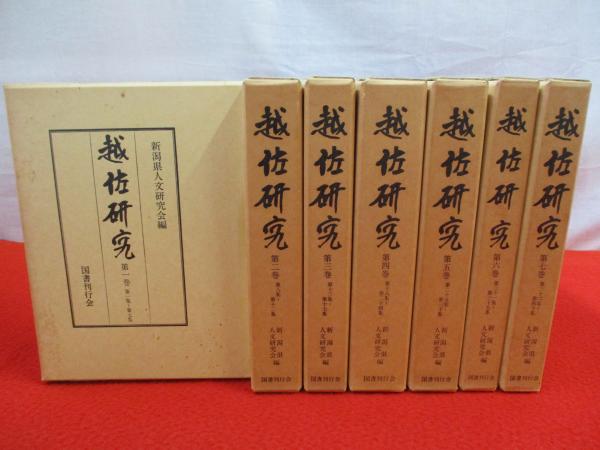 新潟県人文研究会編
越佐研究
第一巻
国書刊行会
越佐研究
第二巻
新潟県人文研究会編
国書刊行会
越佐研究
第三巻
新潟県人文研究会編
国書刊行会
越佐研究
第四巻
新潟県人文研究会編
国書刊行会
越佐研究
第五巻
新潟県人文研究会編
国書刊行会
越佐研究
第六巻
新潟県人文研究会編
国書刊行会
越佐研究
第七巻
新潟県人文研究会編
国書刊行会